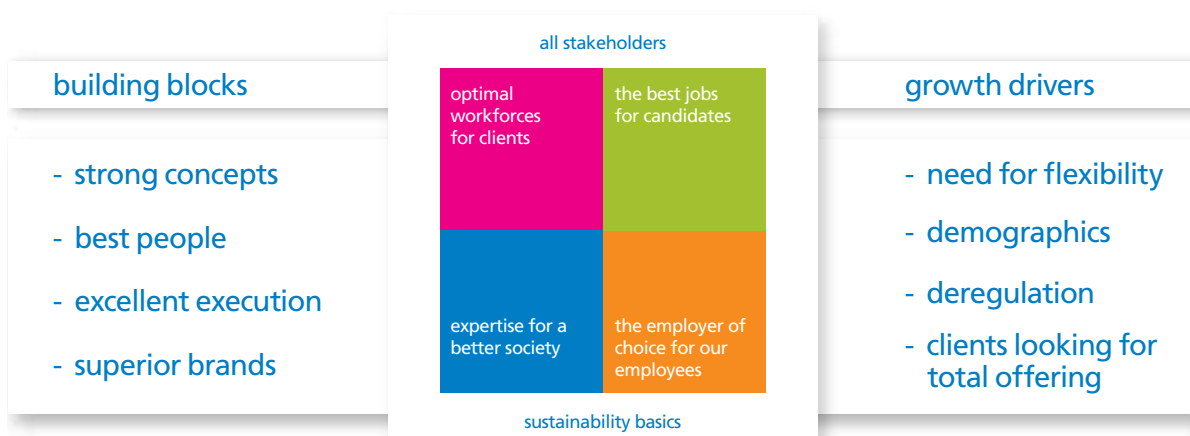 building blocks
- strong concepts
- best people
- excellent execution
- superior brands
all stakeholders
optimal
workforces
for clients
the best jobs
for candidates
expertise for a
better society
the employer of
choice for our
employees
sustainability basics
growth drivers
- need for flexibility
- demographics
- deregulation
- clients looking for
total offering